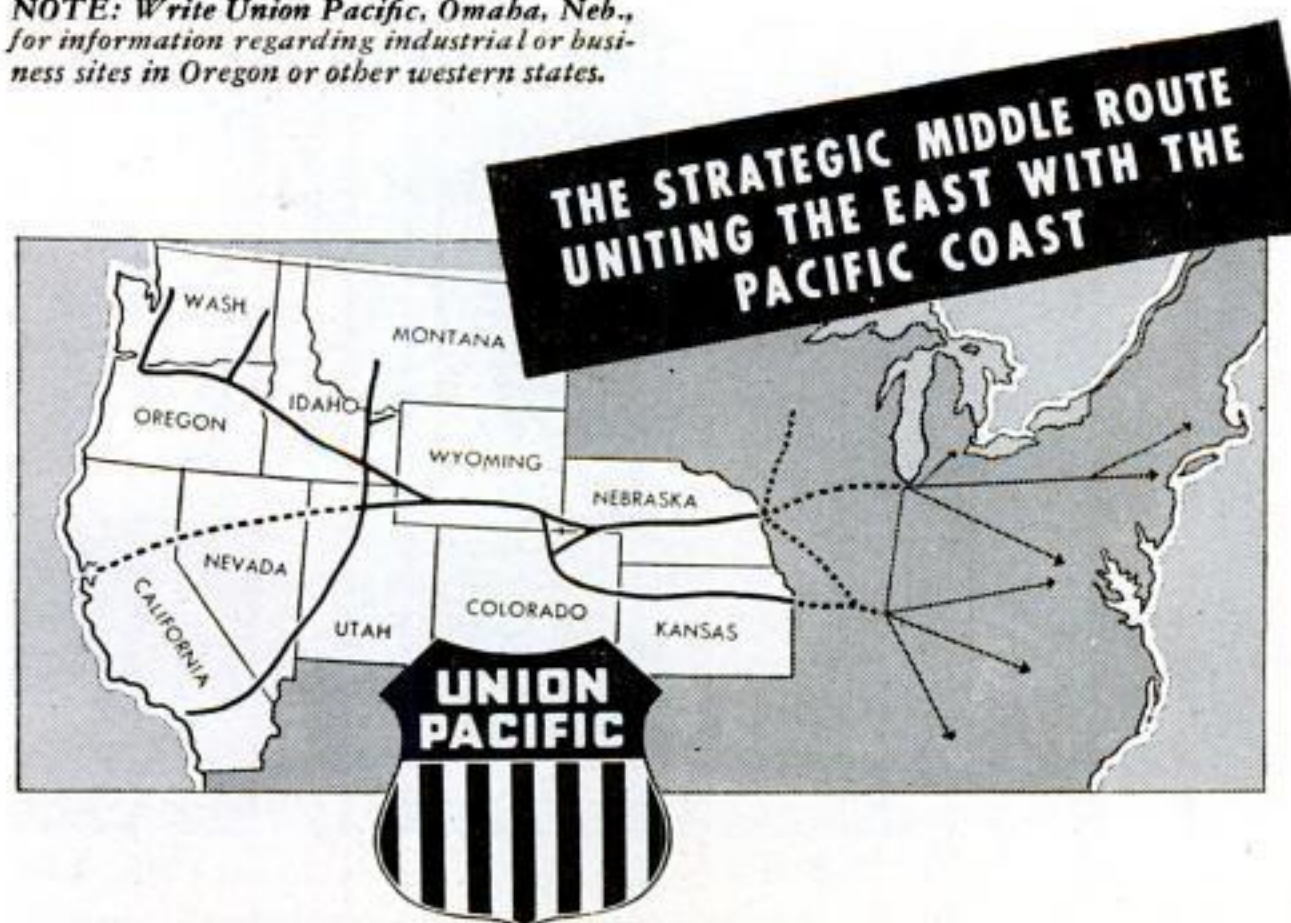 NOTE: Write Union Pacific, Omaha, Neb.,
for information regarding industrial or busi-
ness sites in Oregon or other western states.
THE STRATEGIC MIDDLE ROUTE
UNITING THE EAST WITH THE
PACIFIC COAST
WASH
MONTANA
IDAHO
OREGON
WYOMING
NEBRASKA
NEVADA
CALIFORNIA
UTAH
COLORADO
KANSAS
UNION
PACIFIC